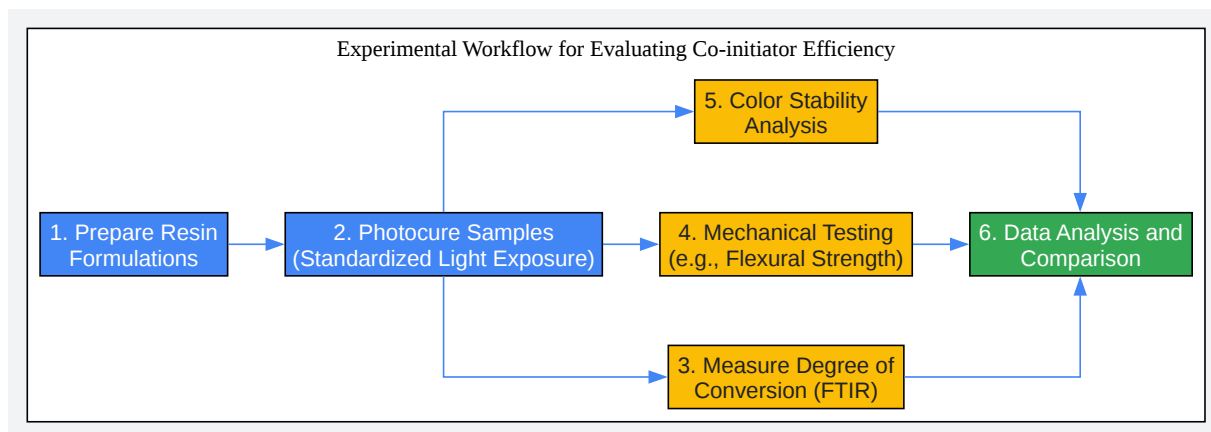 Experimental Workflow for Evaluating Co-initiator Efficiency
5. Color Stability
Analysis
1. Prepare Resin
Formulations
2. Photocure Samples
(Standardized Light Exposure)
4. Mechanical Testing
(e.g., Flexural Strength)
6. Data Analysis and
Comparison
3. Measure Degree of
Conversion (FTIR)